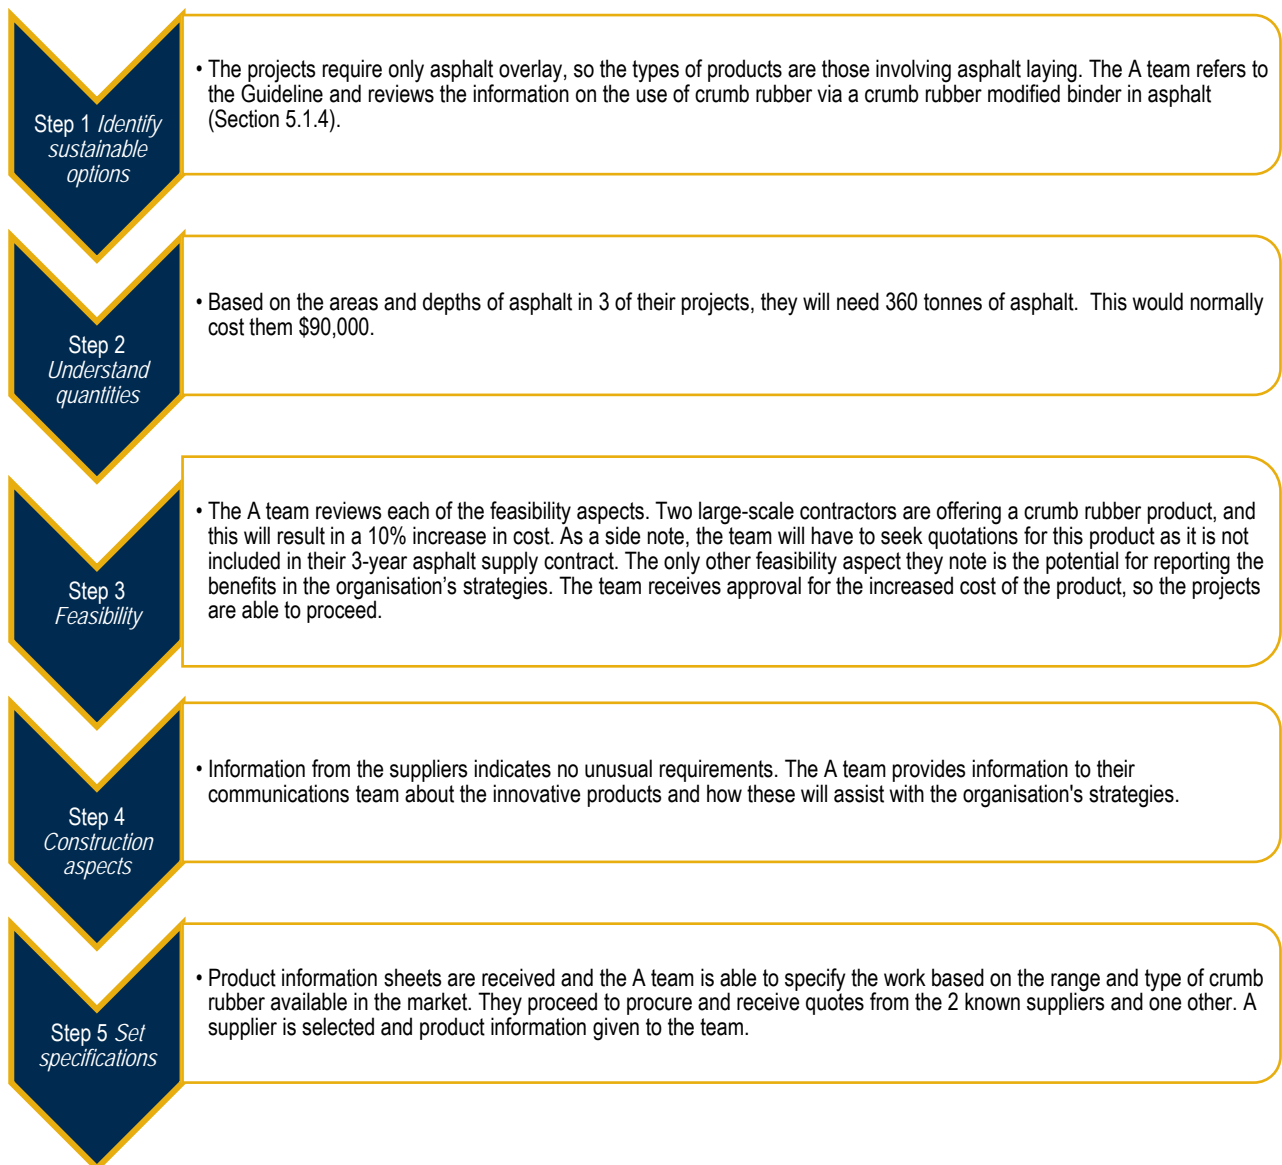 Step 1 Identify
sustainable
options
• The projects require only asphalt overlay, so the types of products are those involving asphalt laying. The A team refers to
the Guideline and reviews the information on the use of crumb rubber via a crumb rubber modified binder in asphalt
(Section 5.1.4).
Step 2
Understand
quantities
• Based on the areas and depths of asphalt in 3 of their projects, they will need 360 tonnes of asphalt.  This would normally
cost them $90,000.
Step 3
Feasibility
• The A team reviews each of the feasibility aspects. Two large-scale contractors are offering a crumb rubber product, and
this will result in a 10% increase in cost. As a side note, the team will have to seek quotations for this product as it is not
included in their 3-year asphalt supply contract. The only other feasibility aspect they note is the potential for reporting the
benefits in the organisation’s strategies. The team receives approval for the increased cost of the product, so the projects
are able to proceed.
Step 4
Construction
aspects
• Information from the suppliers indicates no unusual requirements. The A team provides information to their
communications team about the innovative products and how these will assist with the organisation's strategies.
Step 5 Set
specifications
• Product information sheets are received and the A team is able to specify the work based on the range and type of crumb
rubber available in the market. They proceed to procure and receive quotes from the 2 known suppliers and one other. A
supplier is selected and product information given to the team.